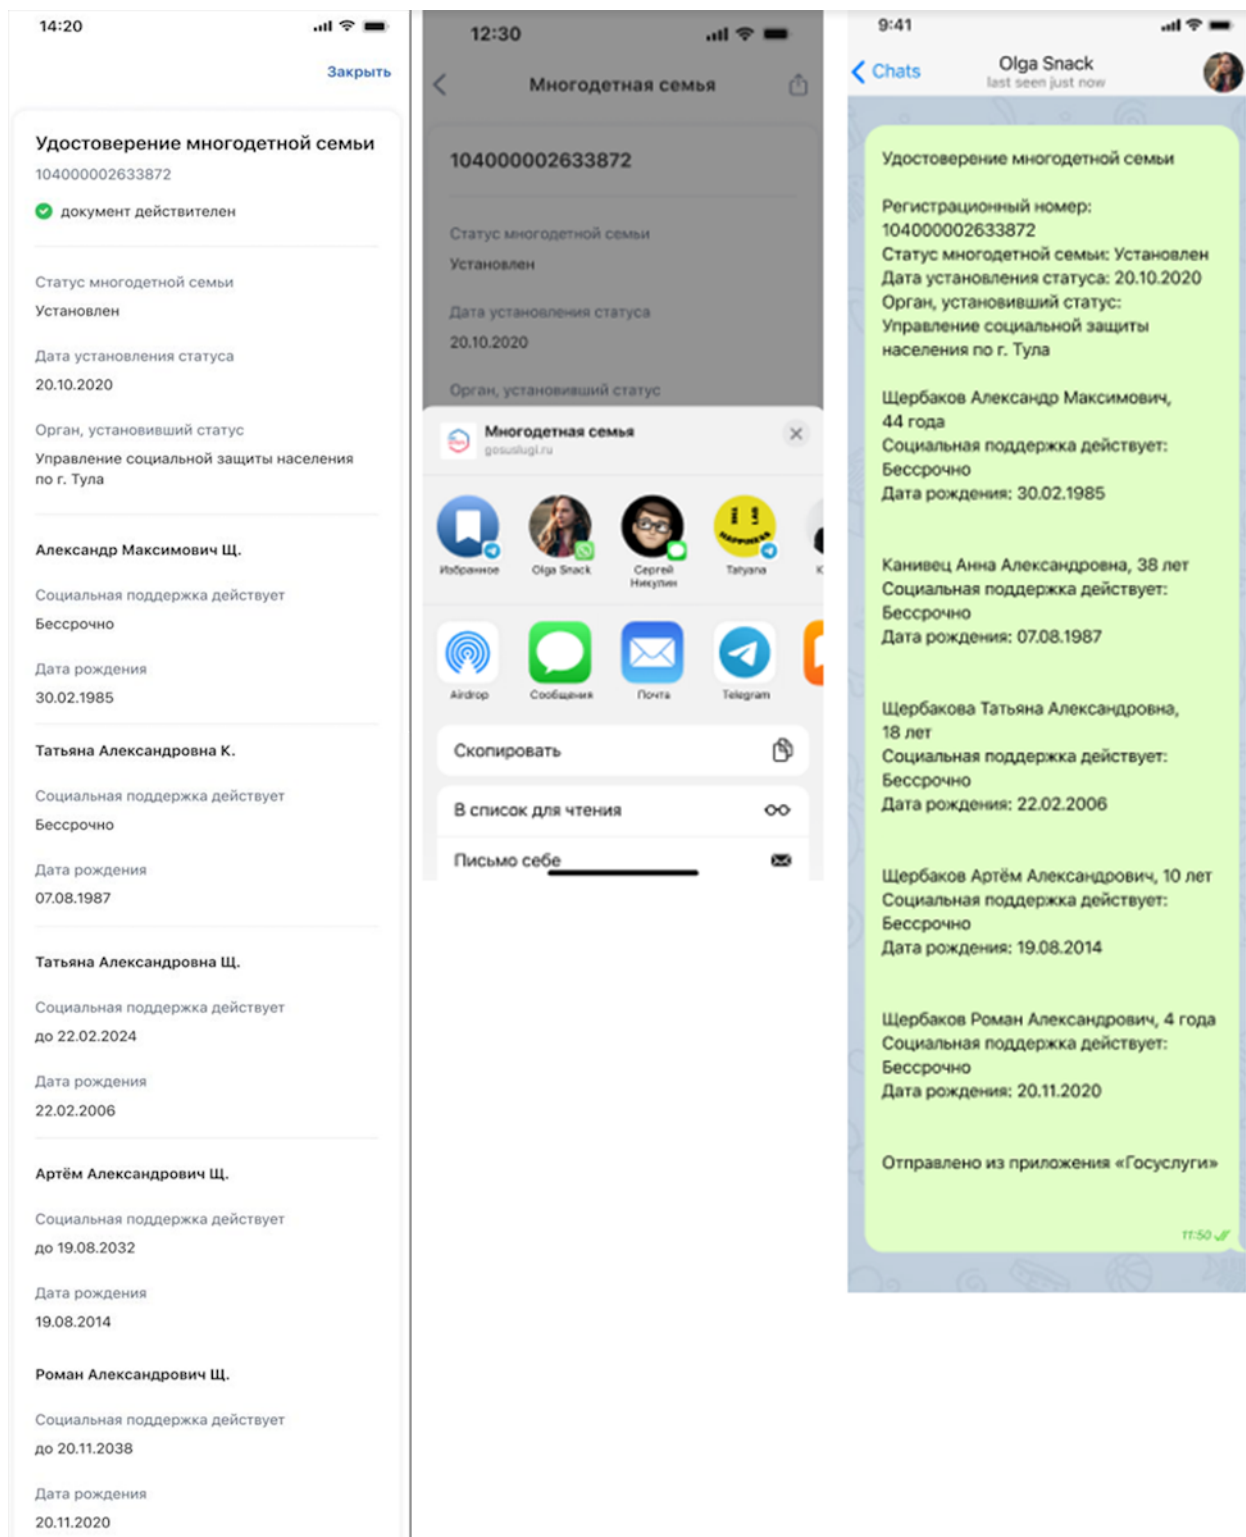 14:20
Закрыть
Удостоверение многодетной семьи
104000002633872
документ действителен
Статус многодетной семьи
Установлен
Дата установления статуса
20.10.2020
Орган, установивший статус
Управление социальной защиты населения
по г. Тула
Александр Максимович Щ.
Социальная поддержка действует
Бессрочно
Дата рождения
30.02.1985
Татьяна Александровна К.
Социальная поддержка действует
Бессрочно
Дата рождения
07.08.1987
Татьяна Александровна Щ.
Социальная поддержка действует
до 22.02.2024
Дата рождения
22.02.2006
Артём Александрович Щ.
Социальная поддержка действует
до 19.08.2032
Дата рождения
19.08.2014
Роман Александрович Щ.
Социальная поддержка действует
до 20.11.2038
Дата рождения
20.11.2020
12:30
Многодетная семья
104000002633872
Статус многодетной семьи
Установлен
Дата установления статуса
20.10.2020
Орган, установивший статус
Многодетная семья
gosuslugi.ru
THE LAB
HAPPINESS
Избранное
Olga Snack
Сергей
Никулин
Tatyana
К
Airdrop
Сообщения
Почта
Telegram
Скопировать
В список для чтения
Письмо себе
9:41
Chats
Olga Snack
last seen just now
Удостоверение многодетной семьи
Регистрационный номер:
104000002633872
Статус многодетной семьи: Установлен
Дата установления статуса: 20.10.2020
Орган, установивший статус:
Управление социальной защиты
населения по г. Тула
Щербаков Александр Максимович,
44 года
Социальная поддержка действует:
Бессрочно
Дата рождения: 30.02.1985
Канивец Анна Александровна, 38 лет
Социальная поддержка действует:
Бессрочно
Дата рождения: 07.08.1987
Щербакова Татьяна Александровна,
18 лет
Социальная поддержка действует:
Бессрочно
Дата рождения: 22.02.2006
Щербаков Артём Александрович, 10 лет
Социальная поддержка действует:
Бессрочно
Дата рождения: 19.08.2014
Щербаков Роман Александрович, 4 года
Социальная поддержка действует:
Бессрочно
Дата рождения: 20.11.2020
Отправлено из приложения «Госуслуги»
11:50